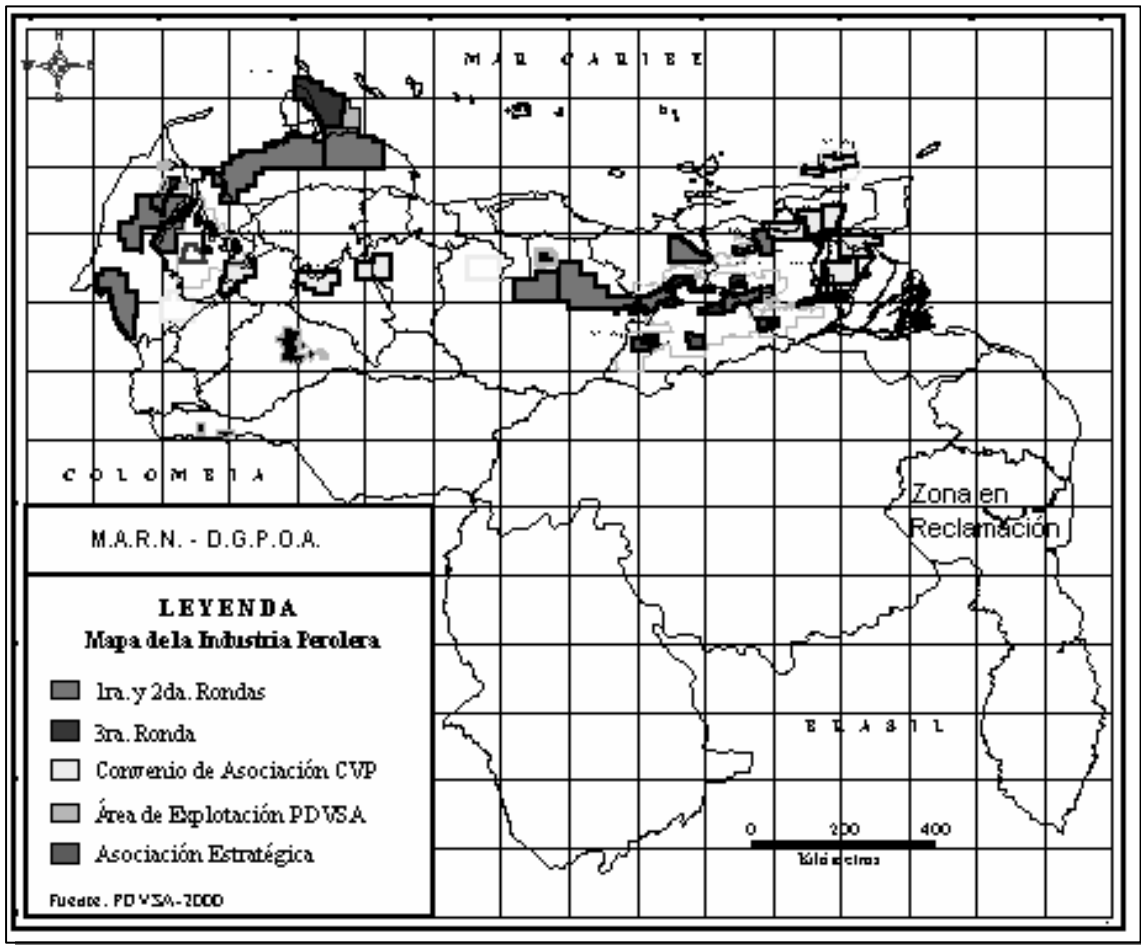 N
E
MAR CARIBE
COLOMBIA
Zona en
Reclamación
M.A.R.N. - D.G.P.O.A.
LEYENDA
Mapa de la Industria Perolera
1ra. y 2da. Rondas
3ra. Ronda
Convenio de Asociación CVP
Área de Explotación PDVSA
Asociación Estratégica
Fuente. PDVSA-2000
BRASIL
0 200 400
Kilómetros